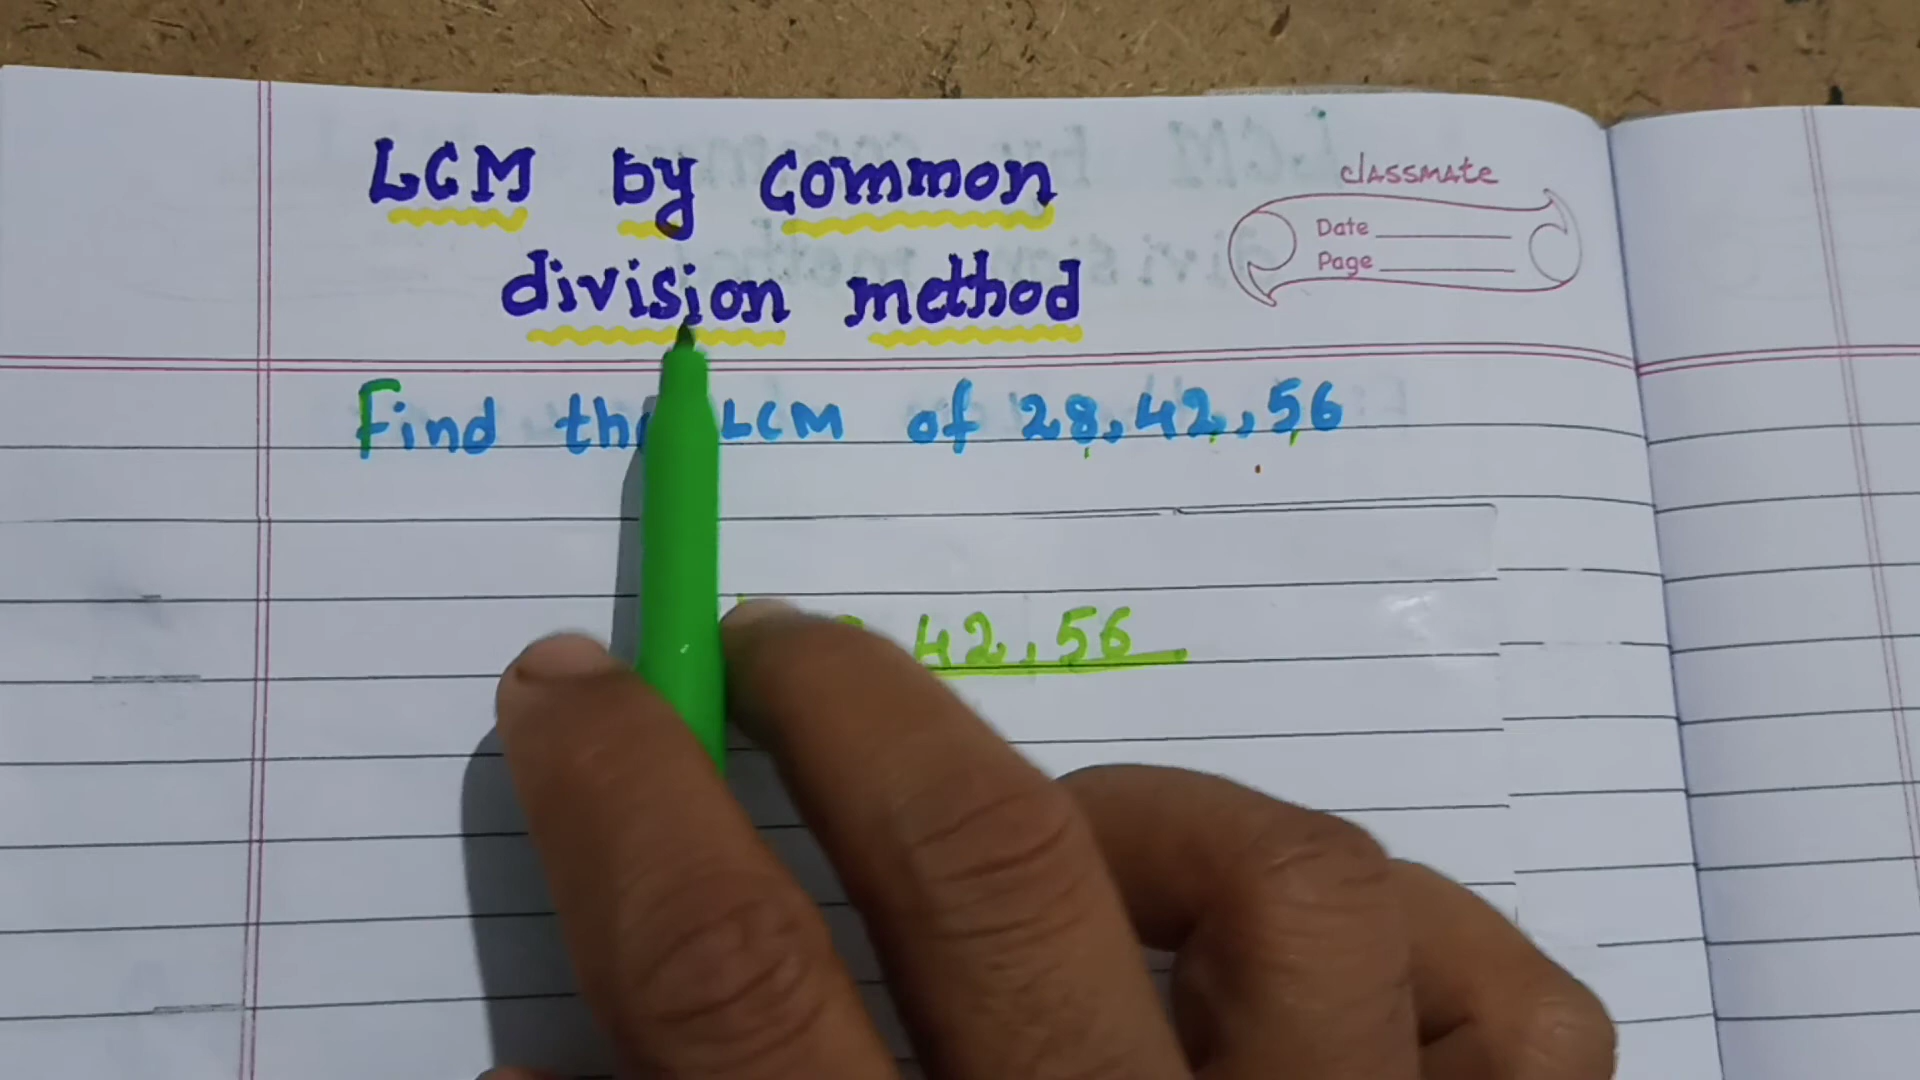 LCM by Common
division method
classmate
Date
Page
Find the LCM of 28, 42, 56
42, 56